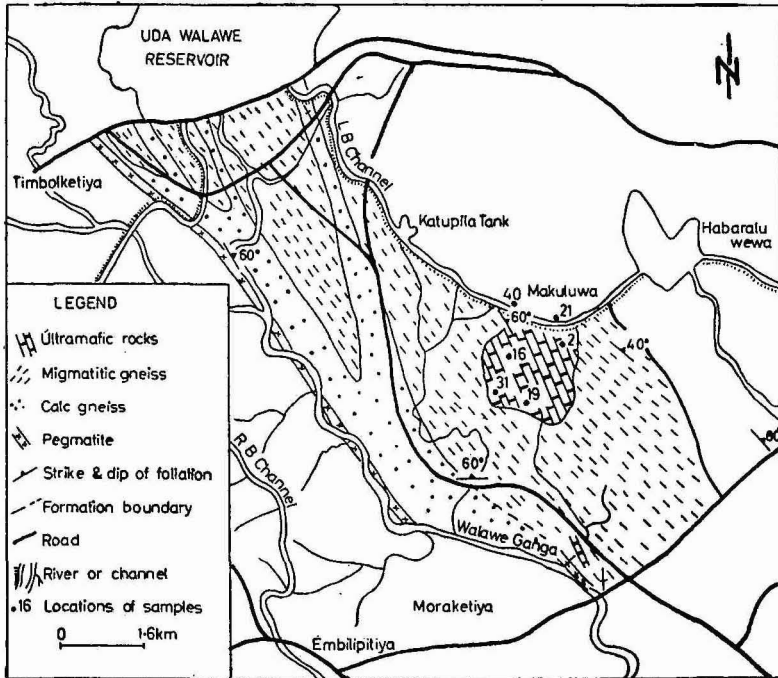 UDA WALAWE
RESERVOIR
N
Timbolketiya
L B Channel
Katupila Tank
Habaralu
wewa
60°
40
Makuluwa
60°
21
2
40°
16
31
19
LEGEND
Ultramafic rocks
Migmatitic gneiss
Calc gneiss
Pegmatite
Strike & dip of foliation
Formation boundary
Road
River or channel
•16 Locations of samples
0 1·6km
R B Channel
60°
Walawe Ganga
Moraketiya
Embilipitiya